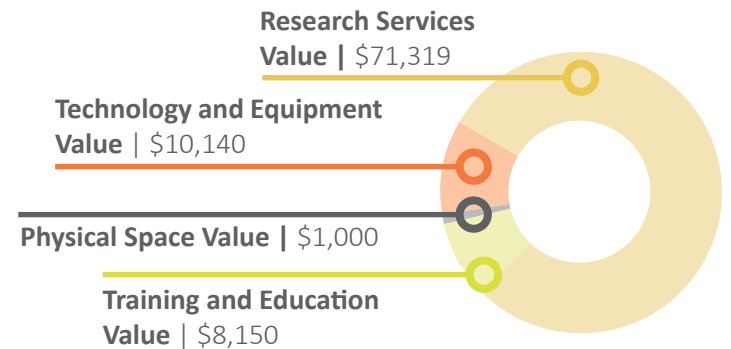 Research Services
Value | $71,319
Technology and Equipment
Value | $10,140
Physical Space Value | $1,000
Training and Education
Value | $8,150